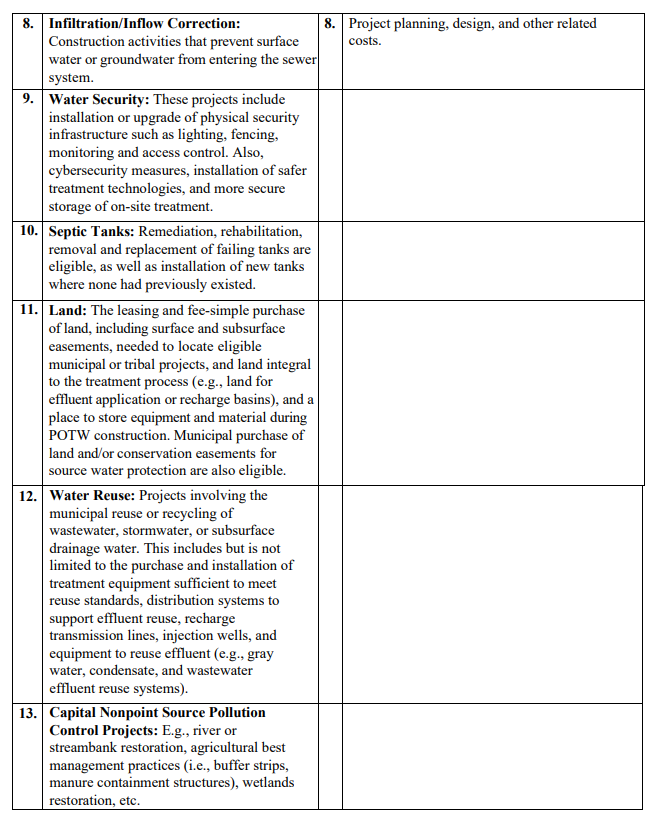 8. Infiltration/Inflow Correction:
Construction activities that prevent surface
water or groundwater from entering the sewer
system.
8. Project planning, design, and other related
costs.
9. Water Security: These projects include
installation or upgrade of physical security
infrastructure such as lighting, fencing,
monitoring and access control. Also,
cybersecurity measures, installation of safer
treatment technologies, and more secure
storage of on-site treatment.
10. Septic Tanks: Remediation, rehabilitation,
removal and replacement of failing tanks are
eligible, as well as installation of new tanks
where none had previously existed.
11. Land: The leasing and fee-simple purchase
of land, including surface and subsurface
easements, needed to locate eligible
municipal or tribal projects, and land integral
to the treatment process (e.g., land for
effluent application or recharge basins), and a
place to store equipment and material during
POTW construction. Municipal purchase of
land and/or conservation easements for
source water protection are also eligible.
12. Water Reuse: Projects involving the
municipal reuse or recycling of
wastewater, stormwater, or subsurface
drainage water. This includes but is not
limited to the purchase and installation of
treatment equipment sufficient to meet
reuse standards, distribution systems to
support effluent reuse, recharge
transmission lines, injection wells, and
equipment to reuse effluent (e.g., gray
water, condensate, and wastewater
effluent reuse systems).
13. Capital Nonpoint Source Pollution
Control Projects: E.g., river or
streambank restoration, agricultural best
management practices (i.e., buffer strips,
manure containment structures), wetlands
restoration, etc.